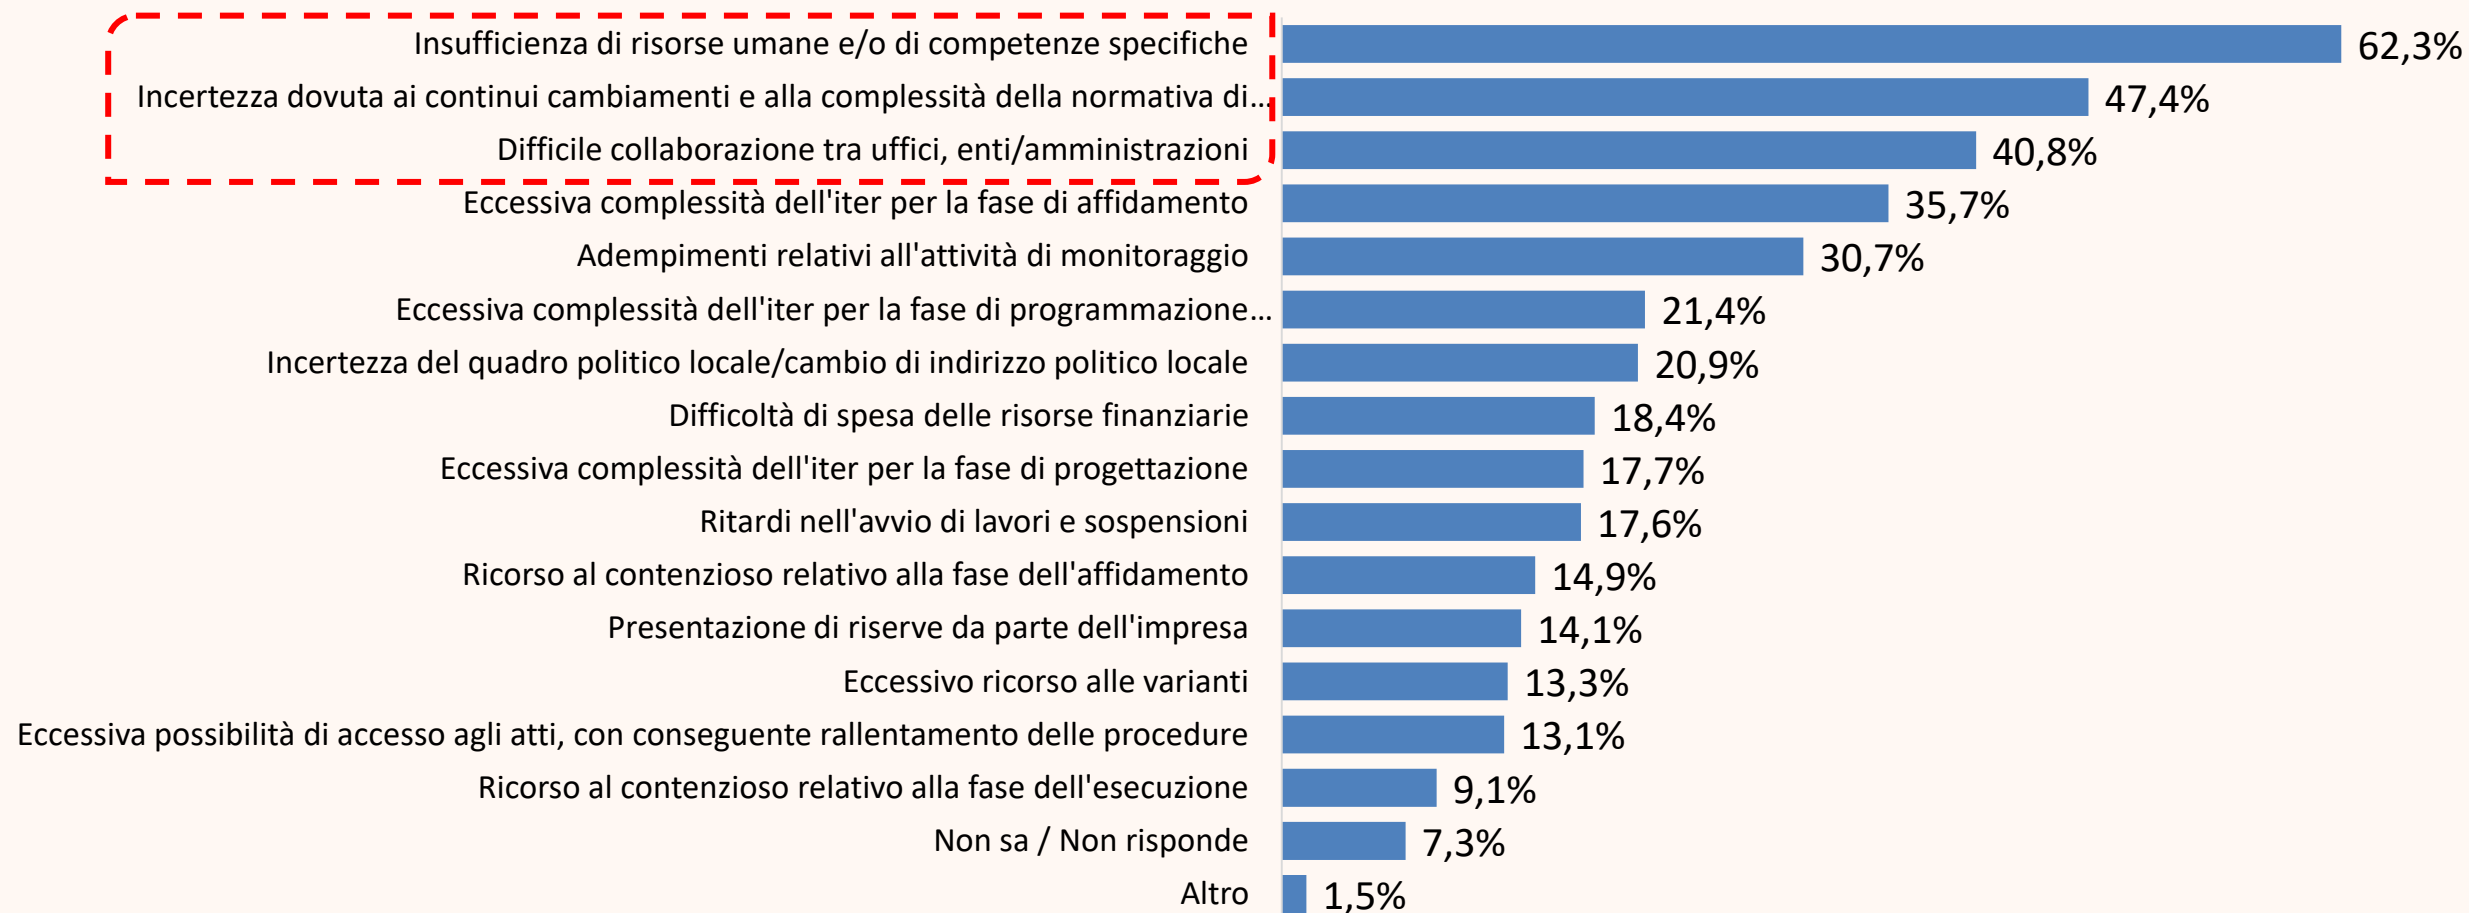 Insufficienza di risorse umane e/o di competenze specifiche 62,3%
Incertezza dovuta ai continui cambiamenti e alla complessità della normativa di… 47,4%
Difficile collaborazione tra uffici, enti/amministrazioni 40,8%
Eccessiva complessità dell'iter per la fase di affidamento 35,7%
Adempimenti relativi all'attività di monitoraggio 30,7%
Eccessiva complessità dell'iter per la fase di programmazione… 21,4%
Incertezza del quadro politico locale/cambio di indirizzo politico locale 20,9%
Difficoltà di spesa delle risorse finanziarie 18,4%
Eccessiva complessità dell'iter per la fase di progettazione 17,7%
Ritardi nell'avvio di lavori e sospensioni 17,6%
Ricorso al contenzioso relativo alla fase dell'affidamento 14,9%
Presentazione di riserve da parte dell'impresa 14,1%
Eccessivo ricorso alle varianti 13,3%
Eccessiva possibilità di accesso agli atti, con conseguente rallentamento delle procedure 13,1%
Ricorso al contenzioso relativo alla fase dell'esecuzione 9,1%
Non sa / Non risponde 7,3%
Altro 1,5%